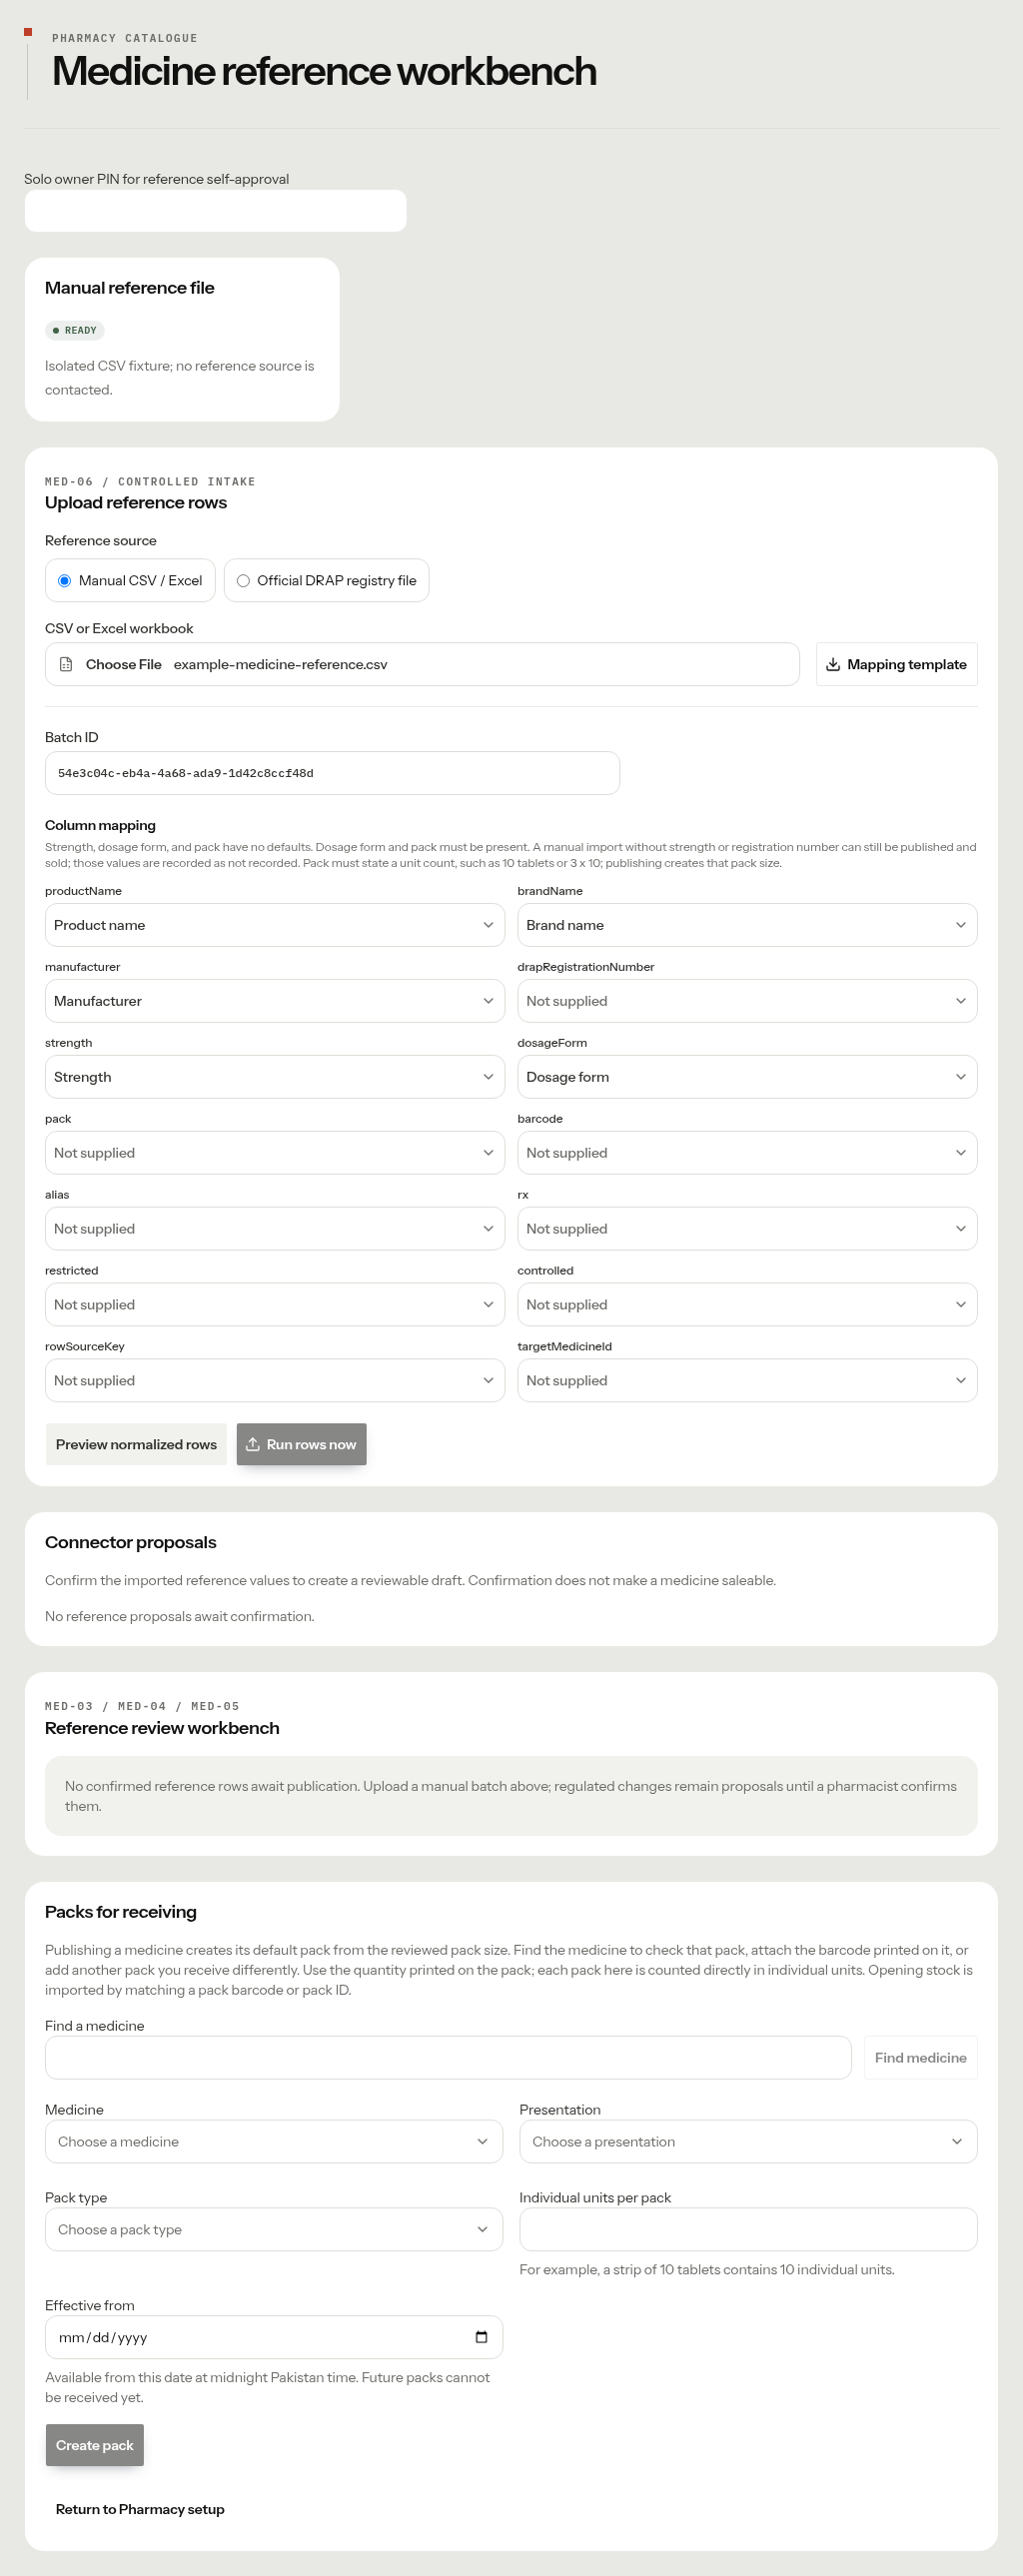 PHARMACY CATALOGUE
Medicine reference workbench
Solo owner PIN for reference self-approval
Manual reference file
READY
Isolated CSV fixture; no reference source is
contacted.
MED-06 / CONTROLLED INTAKE
Upload reference rows
Reference source
Manual CSV / Excel
Official DRAP registry file
CSV or Excel workbook
Choose File example-medicine-reference.csv
Mapping template
Batch ID
54e3c04c-eb4a-4a68-ada9-1d42c8ccf48d
Column mapping
Strength, dosage form, and pack have no defaults. Dosage form and pack must be present. A manual import without strength or registration number can still be published and
sold; those values are recorded as not recorded. Pack must state a unit count, such as 10 tablets or 3 x 10; publishing creates that pack size.
productName
brandName
Product name
Brand name
manufacturer
drapRegistrationNumber
Manufacturer
Not supplied
strength
dosageForm
Strength
Dosage form
pack
barcode
Not supplied
Not supplied
alias
rx
Not supplied
Not supplied
restricted
controlled
Not supplied
Not supplied
rowSourceKey
targetMedicineId
Not supplied
Not supplied
Preview normalized rows
Run rows now
Connector proposals
Confirm the imported reference values to create a reviewable draft. Confirmation does not make a medicine saleable.
No reference proposals await confirmation.
MED-03 / MED-04 / MED-05
Reference review workbench
No confirmed reference rows await publication. Upload a manual batch above; regulated changes remain proposals until a pharmacist confirms
them.
Packs for receiving
Publishing a medicine creates its default pack from the reviewed pack size. Find the medicine to check that pack, attach the barcode printed on it, or
add another pack you receive differently. Use the quantity printed on the pack; each pack here is counted directly in individual units. Opening stock is
imported by matching a pack barcode or pack ID.
Find a medicine
Find medicine
Medicine
Presentation
Choose a medicine
Choose a presentation
Pack type
Individual units per pack
Choose a pack type
For example, a strip of 10 tablets contains 10 individual units.
Effective from
mm/dd/yyyy
Available from this date at midnight Pakistan time. Future packs cannot
be received yet.
Create pack
Return to Pharmacy setup